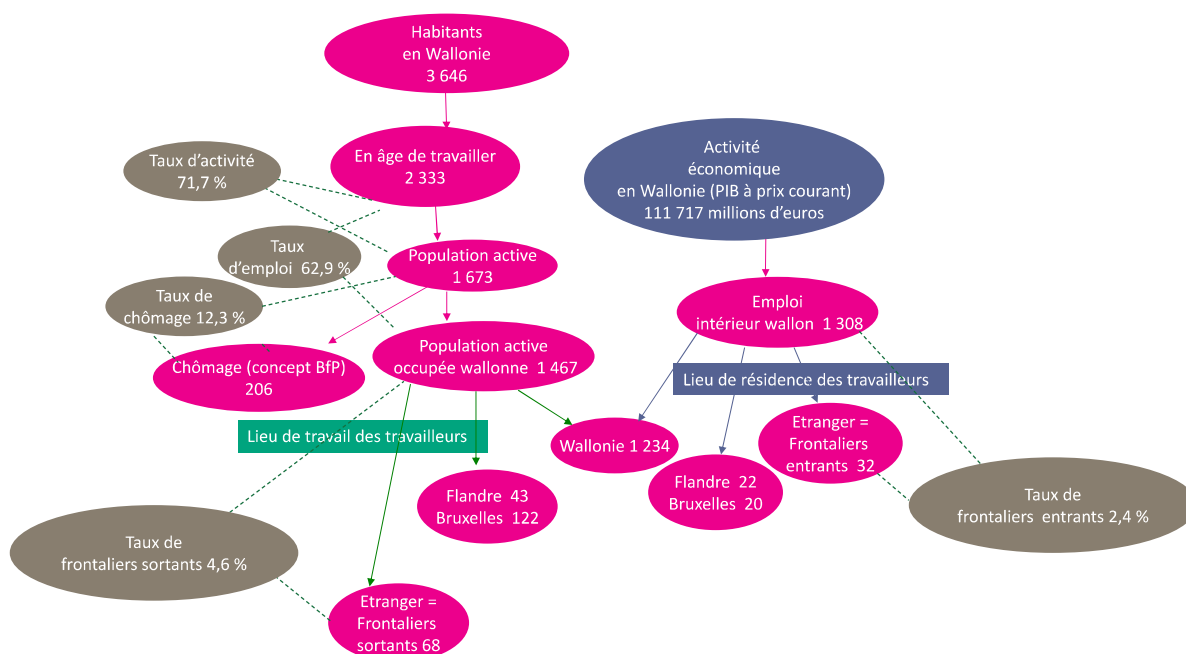 Habitants
en Wallonie
3 646
En âge de travailler
2 333
Taux d'activité
71,7 %
Activité
économique
en Wallonie (PIB à prix courant)
111 717 millions d'euros
Taux
d'emploi 62,9 %
Population active
1 673
Taux de
chômage 12,3 %
Emploi
intérieur wallon 1 308
Chômage (concept BfP)
206
Population active
occupée wallonne 1 467
Lieu de résidence des travailleurs
Lieu de travail des travailleurs
Wallonie 1 234
Etranger =
Frontaliers
entrants 32
Flandre 43
Bruxelles 122
Flandre 22
Bruxelles 20
Taux de
frontaliers entrants 2,4 %
Taux de
frontaliers sortants 4,6 %
Etranger =
Frontaliers
sortants 68